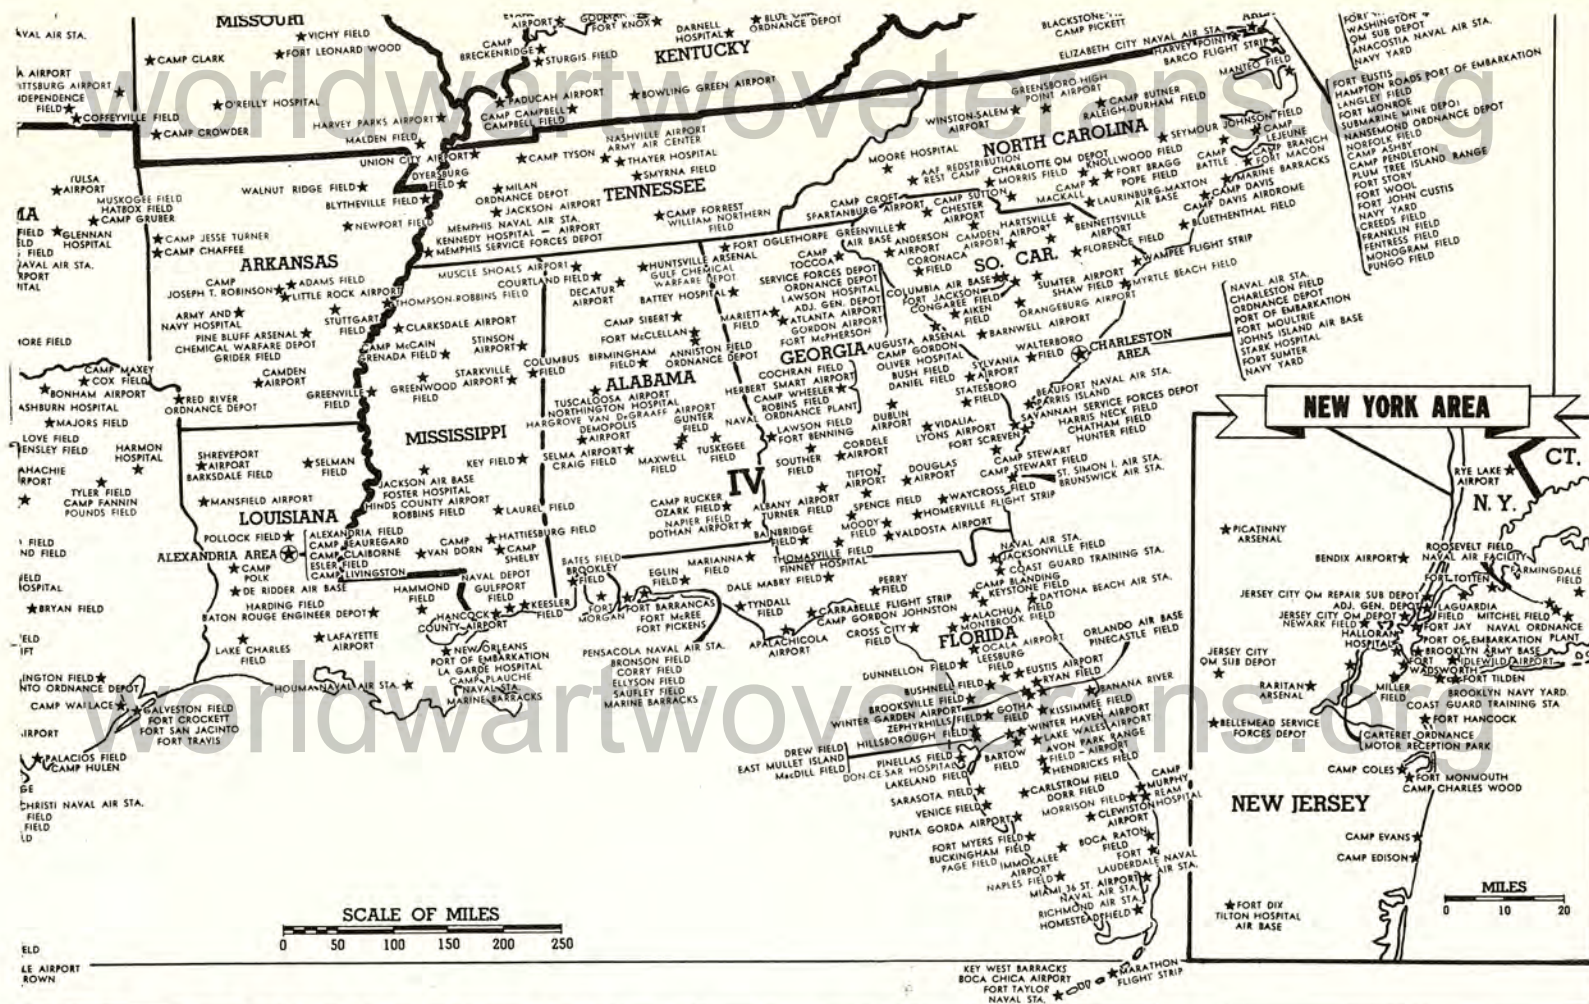 MISSOURI
VICHY FIELD
CAMP CLARK
FORT LEONARD WOOD
O'REILLY HOSPITAL
COFFEYVILLE FIELD
CAMP CROWDER
HARVEY PARKS AIRPORT
MALDEN FIELD
AIRPORT
FORT KNOX
DARNELL
HOSPITAL
ORDNANCE DEPOT
CAMP
BRECKENRIDGE
STURGIS FIELD
KENTUCKY
PADUCAH AIRPORT
CAMP CAMPBELL
CAMPBELL FIELD
BOWLING GREEN AIRPORT
CAMP PICKETT
ELIZABETH CITY NAVAL AIR STA.
HARVEY POINT
BARCO FLIGHT STRIP
MANTEO FIELD
WASHINGTON
QM SUB DEPOT
ANACOSTIA NAVAL AIR STA.
NAVY YARD
FORT EUSTIS
HAMPTON ROADS PORT OF EMBARKATION
LANGLEY FIELD
FORT MONROE
SUBMARINE MINE DEPOT
NANSEMOND ORDNANCE DEPOT
NORFOLK FIELD
CAMP ASHBY
CAMP PENDLETON
PLUM TREE ISLAND RANGE
FORT STORY
FORT WOOL
FORT JOHN CUSTIS
NAVY YARD
CREEDS FIELD
FRANKLIN FIELD
FENTRESS FIELD
MONOGRAM FIELD
PUNGO FIELD
worldwartwoveterans.org
UNION CITY AIRPORT
DYERSBURG
FIELD
CAMP TYSON
NASHVILLE AIRPORT
ARMY AIR CENTER
THAYER HOSPITAL
SMYRNA FIELD
MILAN
ORDNANCE DEPOT
TENNESSEE
JACKSON AIRPORT
MEMPHIS NAVAL AIR STA.
KENNEDY HOSPITAL - AIRPORT
MEMPHIS SERVICE FORCES DEPOT
CAMP FORREST
WILLIAM NORTHERN
FIELD
GREENSBORO HIGH
POINT AIRPORT
WINSTON-SALEM
AIRPORT
CAMP BUTNER
RALEIGH-DURHAM FIELD
NORTH CAROLINA
SEYMOUR JOHNSON FIELD
MOORE HOSPITAL
AAF REDISTRIBUTION
REST CAMP
CHARLOTTE QM DEPOT
MORRIS FIELD
KNOLLWOOD FIELD
FORT BRAGG
POPE FIELD
CAMP
MACKALL
CAMP
BATTLE
CAMP
LEJEUNE
CAMP BRANCH
FORT MACON
MARINE BARRACKS
CAMP DAVIS
CAMP DAVIS AIRDROME
BLUETHENTHAL FIELD
LAURINBURG-MAXTON
AIR BASE
TULSA
AIRPORT
MUSKOGEE FIELD
HATBOX FIELD
CAMP GRUBER
GLENNAN
HOSPITAL
WALNUT RIDGE FIELD
BLYTHEVILLE FIELD
NEWPORT FIELD
CAMP JESSE TURNER
CAMP CHAFFEE
ARKANSAS
CAMP
JOSEPH T. ROBINSON
ADAMS FIELD
LITTLE ROCK AIRPORT
ARMY AND
NAVY HOSPITAL
STUTTGART
FIELD
PINE BLUFF ARSENAL
CHEMICAL WARFARE DEPOT
GRIDER FIELD
CAMDEN
AIRPORT
THOMPSON-ROBBINS FIELD
CLARKSDALE AIRPORT
CAMP McCAIN
GRENADA FIELD
STINSON
AIRPORT
GREENVILLE
FIELD
GREENWOOD AIRPORT
FIELD
STARKVILLE
AIRPORT
COLUMBUS
FIELD
MISSISSIPPI
KEY FIELD
JACKSON AIR BASE
FOSTER HOSPITAL
HINDS COUNTY AIRPORT
ROBBINS FIELD
LAUREL FIELD
HATTIESBURG FIELD
CAMP
VAN DORN
CAMP
SHELBY
HAMMOND
FIELD
NAVAL DEPOT
GULFPORT
FIELD
HANCOCK
COUNTY AIRPORT
KEESLER
FIELD
MUSCLE SHOALS AIRPORT
COURTLAND FIELD
DECATUR
AIRPORT
HUNTSVILLE ARSENAL
GULF CHEMICAL
WARFARE DEPOT
BATTEY HOSPITAL
CAMP SIBERT
FORT McCLELLAN
BIRMINGHAM
FIELD
ANNISTON
ORDNANCE DEPOT
ALABAMA
TUSCALOOSA AIRPORT
NORTHINGTON HOSPITAL
HARGROVE VAN DeGRAAFF AIRPORT
DEMOPOLIS
AIRPORT
GUNTER
FIELD
SELMA AIRPORT
CRAIG FIELD
MAXWELL
FIELD
TUSKEGEE
FIELD
NAVAL
IV
CAMP RUCKER
OZARK FIELD
NAPIER FIELD
DOTHAN AIRPORT
BATES FIELD
BROOKLEY
FIELD
FORT
MORGAN
FORT BARRANCAS
FORT McREE
FORT PICKENS
EGLIN
FIELD
PENSACOLA NAVAL AIR STA.
BRONSON FIELD
CORRY FIELD
ELLYSON FIELD
SAUFLEY FIELD
MARINE BARRACKS
FORT OGLETHORPE
GREENVILLE
AIR BASE
CAMP CROFT
SPARTANBURG AIRPORT
CAMP SUTTON
CHESTER
AIRPORT
HARTSVILLE
AIRPORT
BENNETTSVILLE
AIRPORT
FLORENCE FIELD
ANDERSON
AIRPORT
CAMDEN
AIRPORT
CORONACA
FIELD
SO. CAR.
WAMPEE FLIGHT STRIP
COLUMBIA AIR BASE
FORT JACKSON
CONGAREE FIELD
SUMTER AIRPORT
SHAW FIELD
MYRTLE BEACH FIELD
AIKEN
FIELD
ORANGEBURG AIRPORT
BARNWELL AIRPORT
WALTERBORO
FIELD
CHARLESTON
AREA
NAVAL AIR STA.
CHARLESTON FIELD
ORDNANCE DEPOT
PORT OF EMBARKATION
FORT MOULTRIE
JOHNS ISLAND AIR BASE
STARK HOSPITAL
FORT SUMTER
NAVY YARD
BEAUFORT NAVAL AIR STA.
PARRIS ISLAND
CAMP
TOCCOA
SERVICE FORCES DEPOT
ORDNANCE DEPOT
LAWSON HOSPITAL
ADJ. GEN. DEPOT
ATLANTA AIRPORT
GORDON AIRPORT
FORT McPHERSON
MARIETTA
FIELD
GEORGIA
AUGUSTA ARSENAL
CAMP GORDON
OLIVER HOSPITAL
BUSH FIELD
DANIEL FIELD
COCHRAN FIELD
HERBERT SMART AIRPORT
CAMP WHEELER
ROBINS FIELD
ORDNANCE PLANT
LAWSON FIELD
FORT BENNING
SYLVANIA
AIRPORT
STATESBORO
FIELD
DUBLIN
AIRPORT
VIDALIA-
LYONS AIRPORT
SAVANNAH SERVICE FORCES DEPOT
HARRIS NECK FIELD
CHATHAM FIELD
HUNTER FIELD
FORT SCREVEN
CAMP STEWART
CAMP STEWART FIELD
SOUTHER
FIELD
CORDELE
AIRPORT
TIFTON
AIRPORT
DOUGLAS
AIRPORT
ST. SIMON I. AIR STA.
BRUNSWICK AIR STA.
ALBANY AIRPORT
TURNER FIELD
SPENCE FIELD
WAYCROSS FIELD
HOMERVILLE FLIGHT STRIP
BAINBRIDGE
FIELD
MOODY
FIELD
VALDOSTA AIRPORT
THOMASVILLE FIELD
FINNEY HOSPITAL
MARIANNA
FIELD
DALE MABRY FIELD
TYNDALL
FIELD
APALACHICOLA
AIRPORT
CARRABELLE FLIGHT STRIP
CAMP GORDON JOHNSTON
PERRY
FIELD
CROSS CITY
FIELD
NAVAL AIR STA.
JACKSONVILLE FIELD
COAST GUARD TRAINING STA.
CAMP BLANDING
KEYSTONE FIELD
DAYTONA BEACH AIR STA.
ALACHUA FIELD
MONTBROOK FIELD
FLORIDA
OCALA AIRPORT
LEESBURG
FIELD
ORLANDO AIR BASE
PINECASTLE FIELD
DUNNELLON FIELD
EUSTIS AIRPORT
RYAN FIELD
BUSHNELL FIELD
BROOKSVILLE FIELD
WINTER GARDEN AIRPORT
ZEPHYRHILLS FIELD
HILLSBOROUGH FIELD
GOTHA
FIELD
BANANA RIVER
KISSIMMEE FIELD
WINTER HAVEN AIRPORT
LAKE WALES AIRPORT
AVON PARK RANGE
FIELD - AIRPORT
HENDRICKS FIELD
DREW FIELD
EAST MULLET ISLAND
MacDILL FIELD
PINELLAS FIELD
DON CE SAR HOSPITAL
LAKELAND FIELD
BARTOW
FIELD
SARASOTA FIELD
VENICE FIELD
CARLSTROM FIELD
DORR FIELD
MORRISON FIELD
CAMP
MURPHY
REAM
HOSPITAL
CLEWISTON
AIRPORT
PUNTA GORDA AIRPORT
FORT MYERS FIELD
BUCKINGHAM FIELD
PAGE FIELD
BOCA RATON
FIELD
IMMOKALEE
AIRPORT
NAPLES FIELD
FORT
LAUDERDALE NAVAL
AIR STA.
MIAMI 36 ST. AIRPORT
NAVAL AIR STA.
RICHMOND AIR STA.
HOMESTEAD FIELD
KEY WEST BARRACKS
BOCA CHICA AIRPORT
FORT TAYLOR
NAVAL STA.
MARATHON
FLIGHT STRIP
CAMP MAXEY
COX FIELD
BONHAM AIRPORT
ASHBURN HOSPITAL
MAJORS FIELD
RED RIVER
ORDNANCE DEPOT
LOVE FIELD
HARMON
HOSPITAL
TYLER FIELD
CAMP FANNIN
POUNDS FIELD
SHREVEPORT
AIRPORT
BARKSDALE FIELD
SELMAN
FIELD
MANSFIELD AIRPORT
LOUISIANA
POLLOCK FIELD
ALEXANDRIA AREA
ALEXANDRIA FIELD
CAMP BEAUREGARD
CAMP CLAIBORNE
ESLER FIELD
CAMP LIVINGSTON
CAMP
POLK
DE RIDDER AIR BASE
HARDING FIELD
BATON ROUGE ENGINEER DEPOT
BRYAN FIELD
LAKE CHARLES
FIELD
LAFAYETTE
AIRPORT
NEW ORLEANS
PORT OF EMBARKATION
LA GARDE HOSPITAL
CAMP PLAUCHE
NAVAL STA.
MARINE BARRACKS
HOUMA NAVAL AIR STA.
CAMP WALLACE
GALVESTON FIELD
FORT CROCKETT
FORT SAN JACINTO
FORT TRAVIS
PALACIOS FIELD
CAMP HULEN
CHRISTI NAVAL AIR STA.
worldwartwoveterans.org
SCALE OF MILES
0 50 100 150 200 250
NEW YORK AREA
CT.
RYE LAKE
AIRPORT
N. Y.
PICATINNY
ARSENAL
BENDIX AIRPORT
ROOSEVELT FIELD
NAVAL AIR FACILITY
FARMINGDALE
FIELD
FORT TOTTEN
JERSEY CITY QM REPAIR SUB DEPOT
ADJ. GEN. DEPOT
JERSEY CITY QM DEPOT
NEWARK FIELD
LAGUARDIA
FIELD
MITCHEL FIELD
FORT JAY
NAVAL ORDNANCE
PLANT
HALLORAN
HOSPITAL
PORT OF EMBARKATION
BROOKLYN ARMY BASE
JERSEY CITY
QM SUB DEPOT
FORT
WADSWORTH
IDLEWILD AIRPORT
FORT TILDEN
RARITAN
ARSENAL
MILLER
FIELD
BROOKLYN NAVY YARD
COAST GUARD TRAINING STA
BELLEMEAD SERVICE
FORCES DEPOT
FORT HANCOCK
CARTERET ORDNANCE
MOTOR RECEPTION PARK
CAMP COLES
FORT MONMOUTH
CAMP CHARLES WOOD
NEW JERSEY
CAMP EVANS
CAMP EDISON
MILES
0 10 20
FORT DIX
TILTON HOSPITAL
AIR BASE